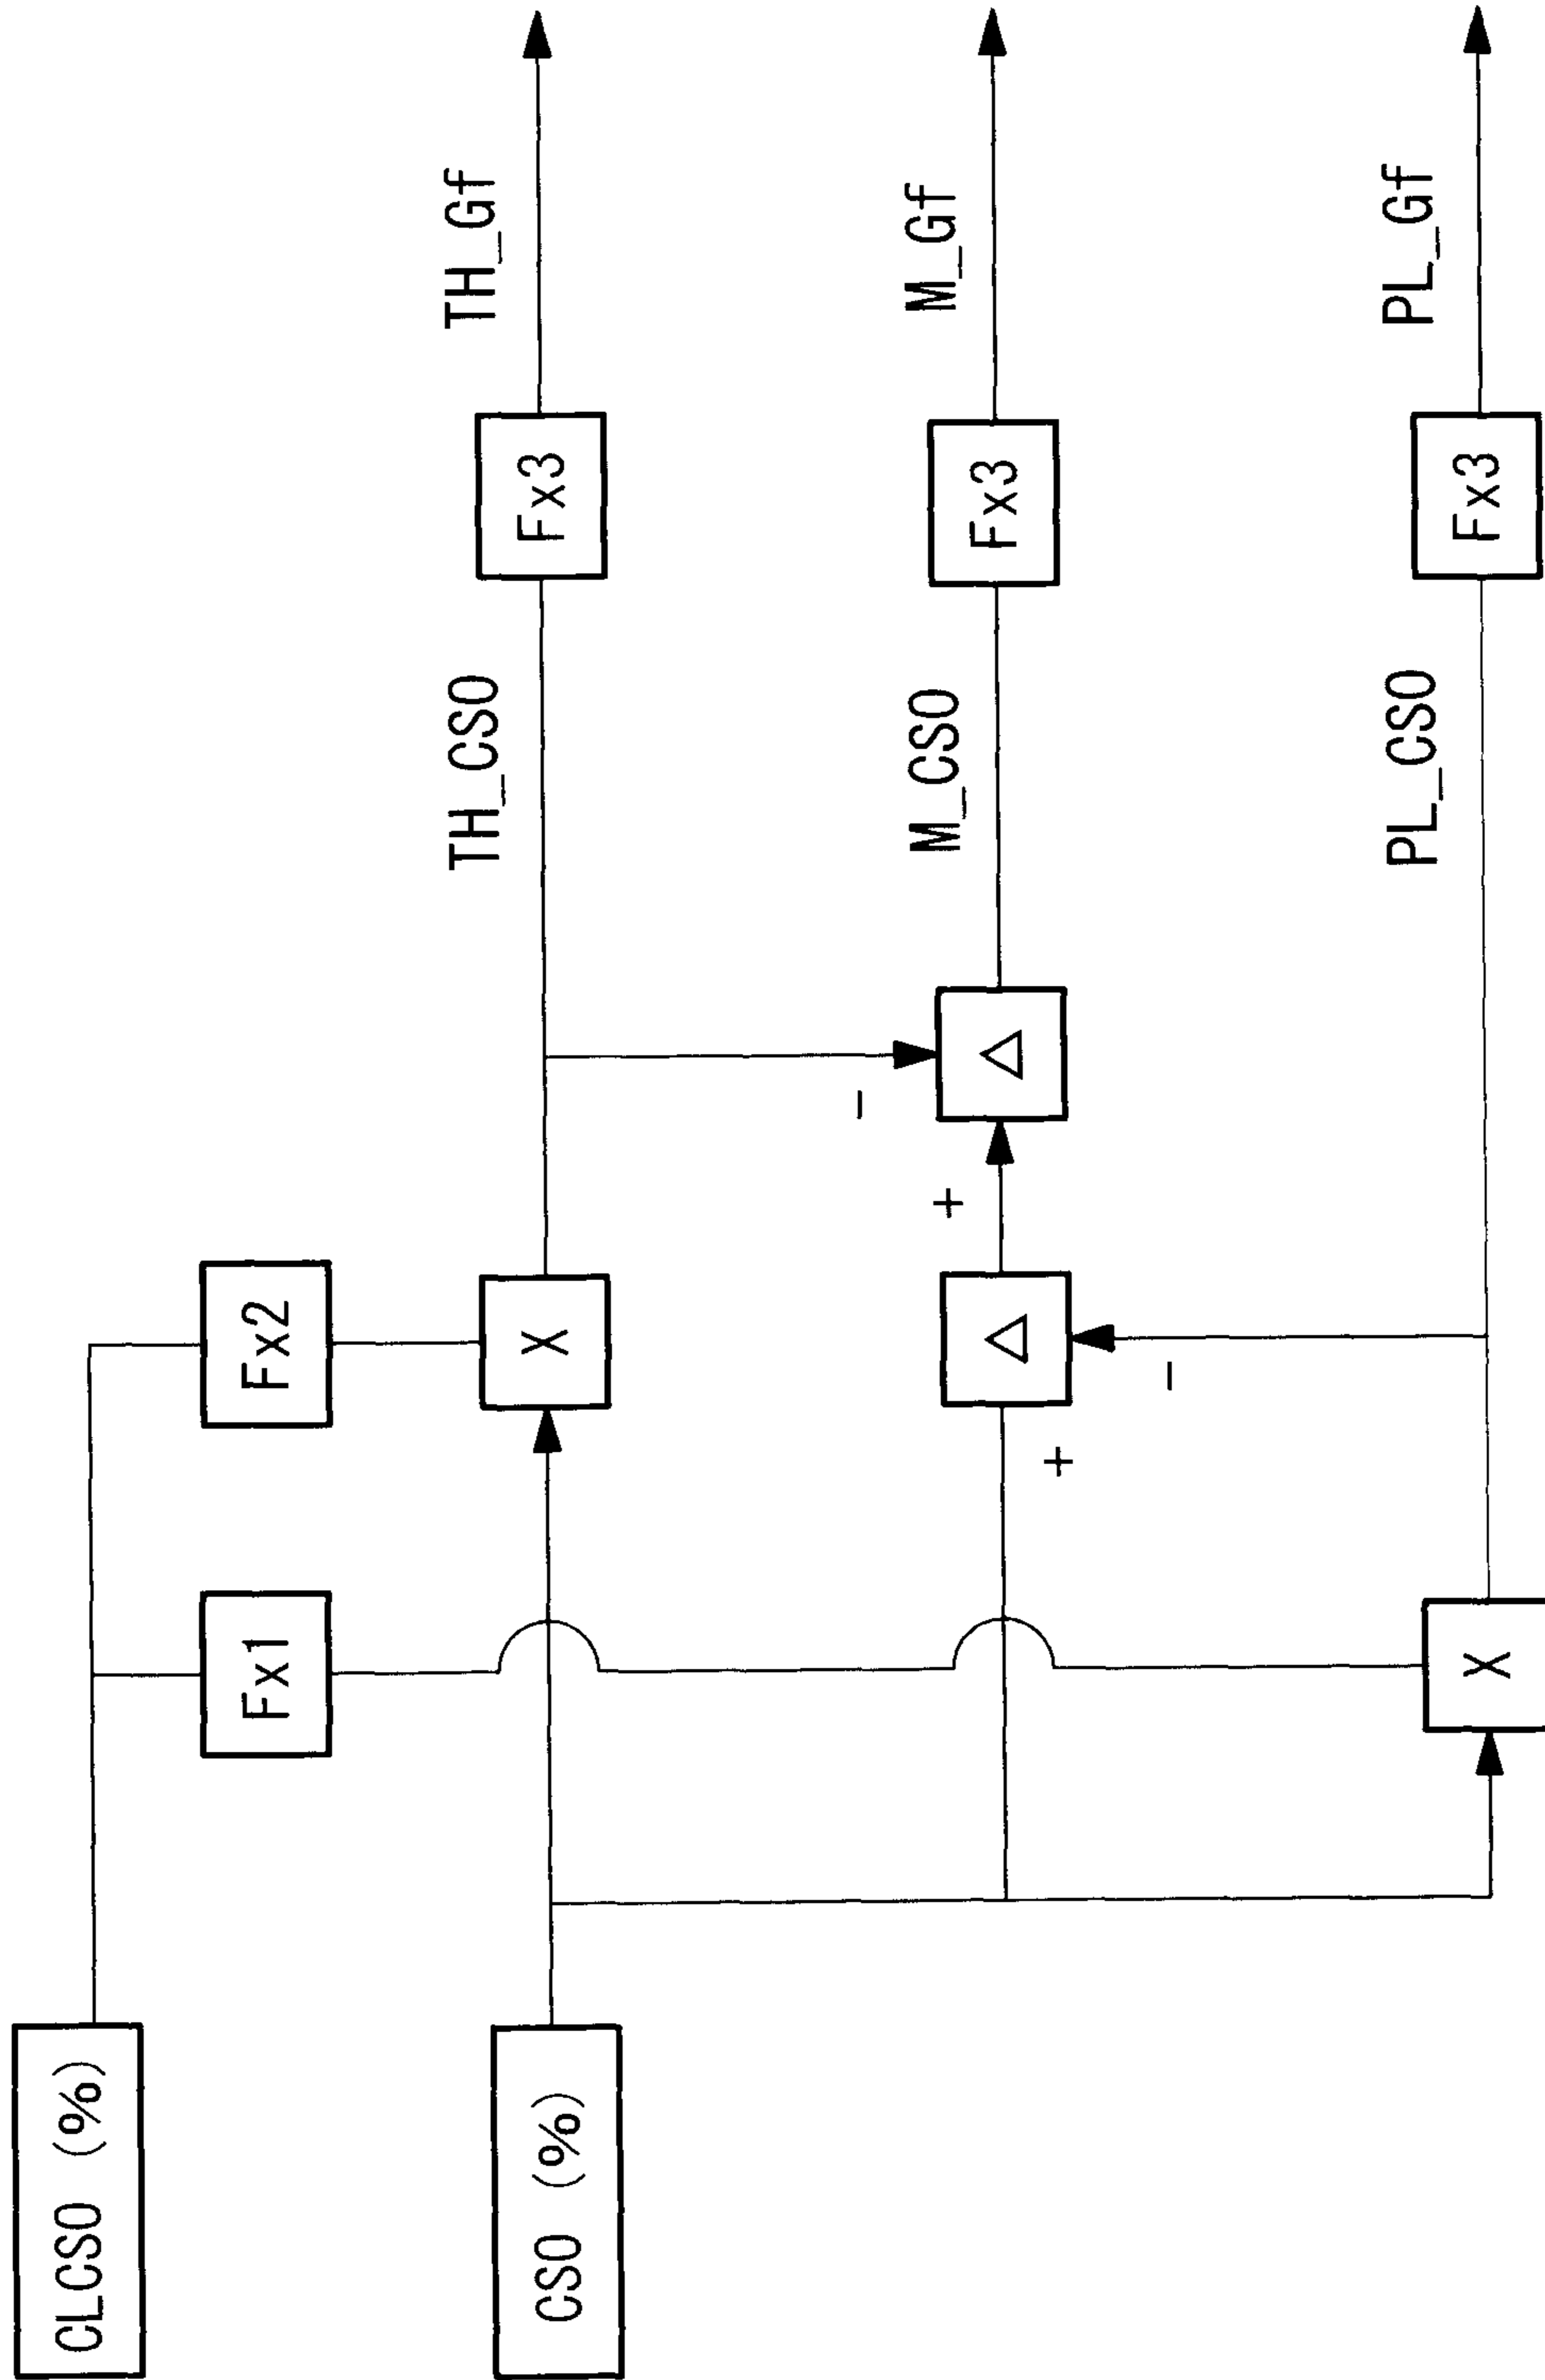 CLCSO (%)
Fx1
Fx2
CSO (%)
X
TH_CSO
Fx3
TH_Gf
+
-
+
-
M_CSO
Fx3
M_Gf
X
PL_CSO
Fx3
PL_Gf